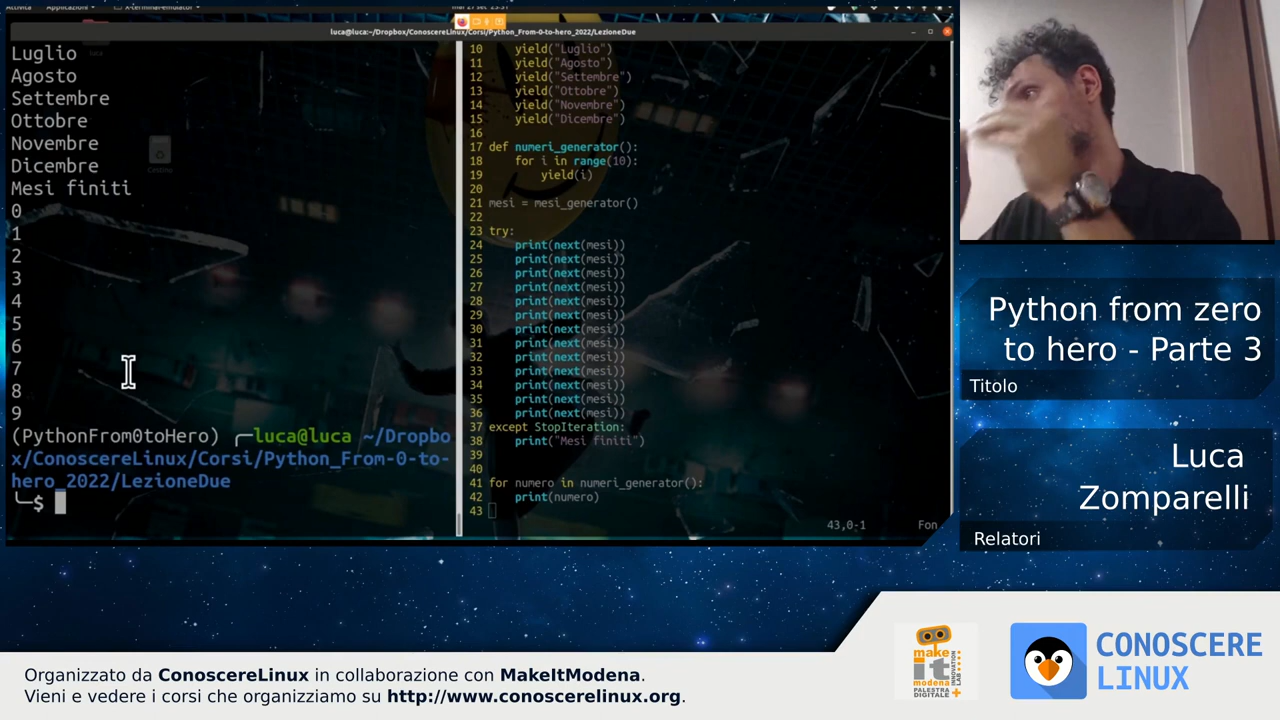 luca@luca:~/Dropbox/ConoscereLinux/Corsi/Python_From-0-to-hero_2022/LezioneDue
Luglio
Agosto
Settembre
Ottobre
Novembre
Dicembre
Mesi finiti
0
1
2
3
4
5
6
7
8
9
(PythonFrom0toHero) ╭─luca@luca ~/Dropbo
x/ConoscereLinux/Corsi/Python_From-0-to-
hero_2022/LezioneDue
╰─$
10 yield("Luglio")
11 yield("Agosto")
12 yield("Settembre")
13 yield("Ottobre")
14 yield("Novembre")
15 yield("Dicembre")
16
17 def numeri_generator():
18 for i in range(10):
19 yield(i)
20
21 mesi = mesi_generator()
22
23 try:
24 print(next(mesi))
25 print(next(mesi))
26 print(next(mesi))
27 print(next(mesi))
28 print(next(mesi))
29 print(next(mesi))
30 print(next(mesi))
31 print(next(mesi))
32 print(next(mesi))
33 print(next(mesi))
34 print(next(mesi))
35 print(next(mesi))
36 print(next(mesi))
37 except StopIteration:
38 print("Mesi finiti")
39
40
41 for numero in numeri_generator():
42 print(numero)
43
43,0-1 Fon
Python from zero
to hero - Parte 3
Titolo
Luca
Zomparelli
Relatori
make
it
modena
PALESTRA
DIGITALE
INNOVATION
LAB
CONOSCERE
LINUX
Organizzato da ConoscereLinux in collaborazione con MakeItModena.
Vieni e vedere i corsi che organizziamo su http://www.conoscerelinux.org.